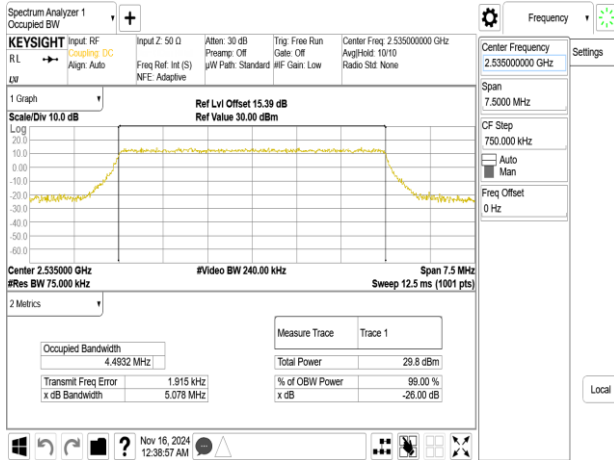 Spectrum Analyzer 1
Occupied BW
+
Frequency
KEYSIGHT
RL
LXI
Input: RF
Coupling: DC
Align: Auto
Input Z: 50 Ω
Freq Ref: Int (S)
NFE: Adaptive
Atten: 30 dB
Preamp: Off
µW Path: Standard
Trig: Free Run
Gate: Off
#IF Gain: Low
Center Freq: 2.535000000 GHz
Avg|Hold: 10/10
Radio Std: None
Center Frequency
2.535000000 GHz
Settings
Span
7.5000 MHz
CF Step
750.000 kHz
Auto
Man
Freq Offset
0 Hz
Local
1 Graph
Scale/Div 10.0 dB
Ref Lvl Offset 15.39 dB
Ref Value 30.00 dBm
Log
20.0
10.0
0.00
-10.0
-20.0
-30.0
-40.0
-50.0
-60.0
Center 2.535000 GHz
#Res BW 75.000 kHz
#Video BW 240.00 kHz
Span 7.5 MHz
Sweep 12.5 ms (1001 pts)
2 Metrics
Occupied Bandwidth
4.4932 MHz
Transmit Freq Error 1.915 kHz
x dB Bandwidth 5.078 MHz
Measure Trace Trace 1
Total Power 29.8 dBm
% of OBW Power 99.00 %
x dB -26.00 dB
?
Nov 16, 2024
12:38:57 AM